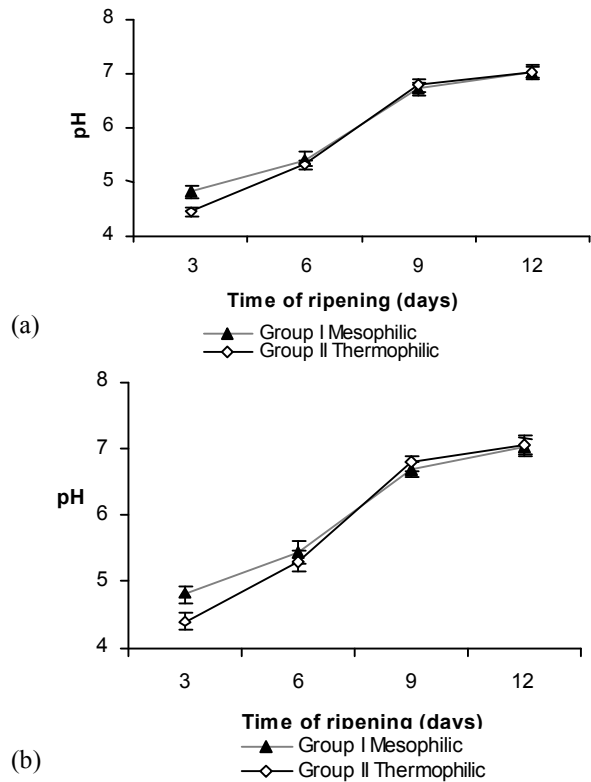 8
7
6
5
4
pH
3 6 9 12
Time of ripening (days)
(a)
Group I Mesophilic
Group II Thermophilic
8
7
6
5
4
pH
3 6 9 12
Time of ripening (days)
(b)
Group I Mesophilic
Group II Thermophilic